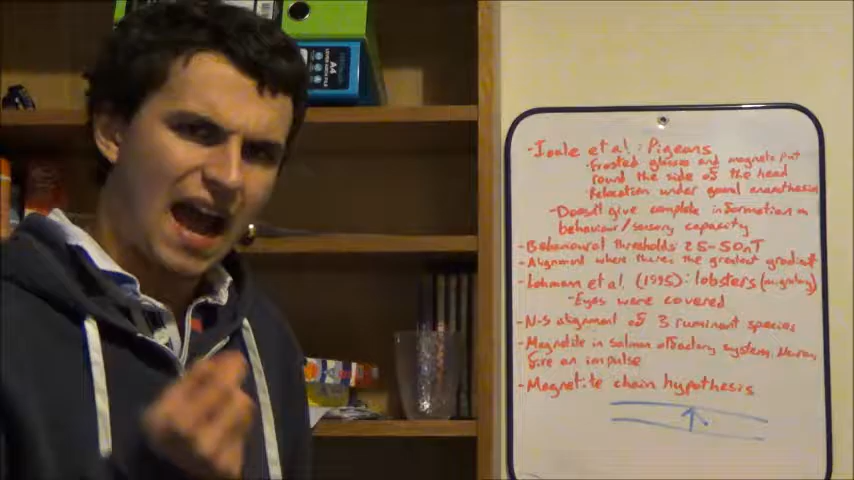 - Ioale et al: Pigeons
- Frosted glasses and magnets put
round the side of the head
- Relocation under general anaesthesia
- Doesn't give complete information on
behaviour/sensory capacity
- Behavioural thresholds 25-50nT
- Alignment where theres the greatest gradient
- Lohmann et al. (1995): lobsters (migratory)
- Eyes were covered
- N-S alignment of 3 ruminant species
- Magnetite in salmon olfactory system, Neurons
fire on impulse
- Magnetite chain hypothesis
A4